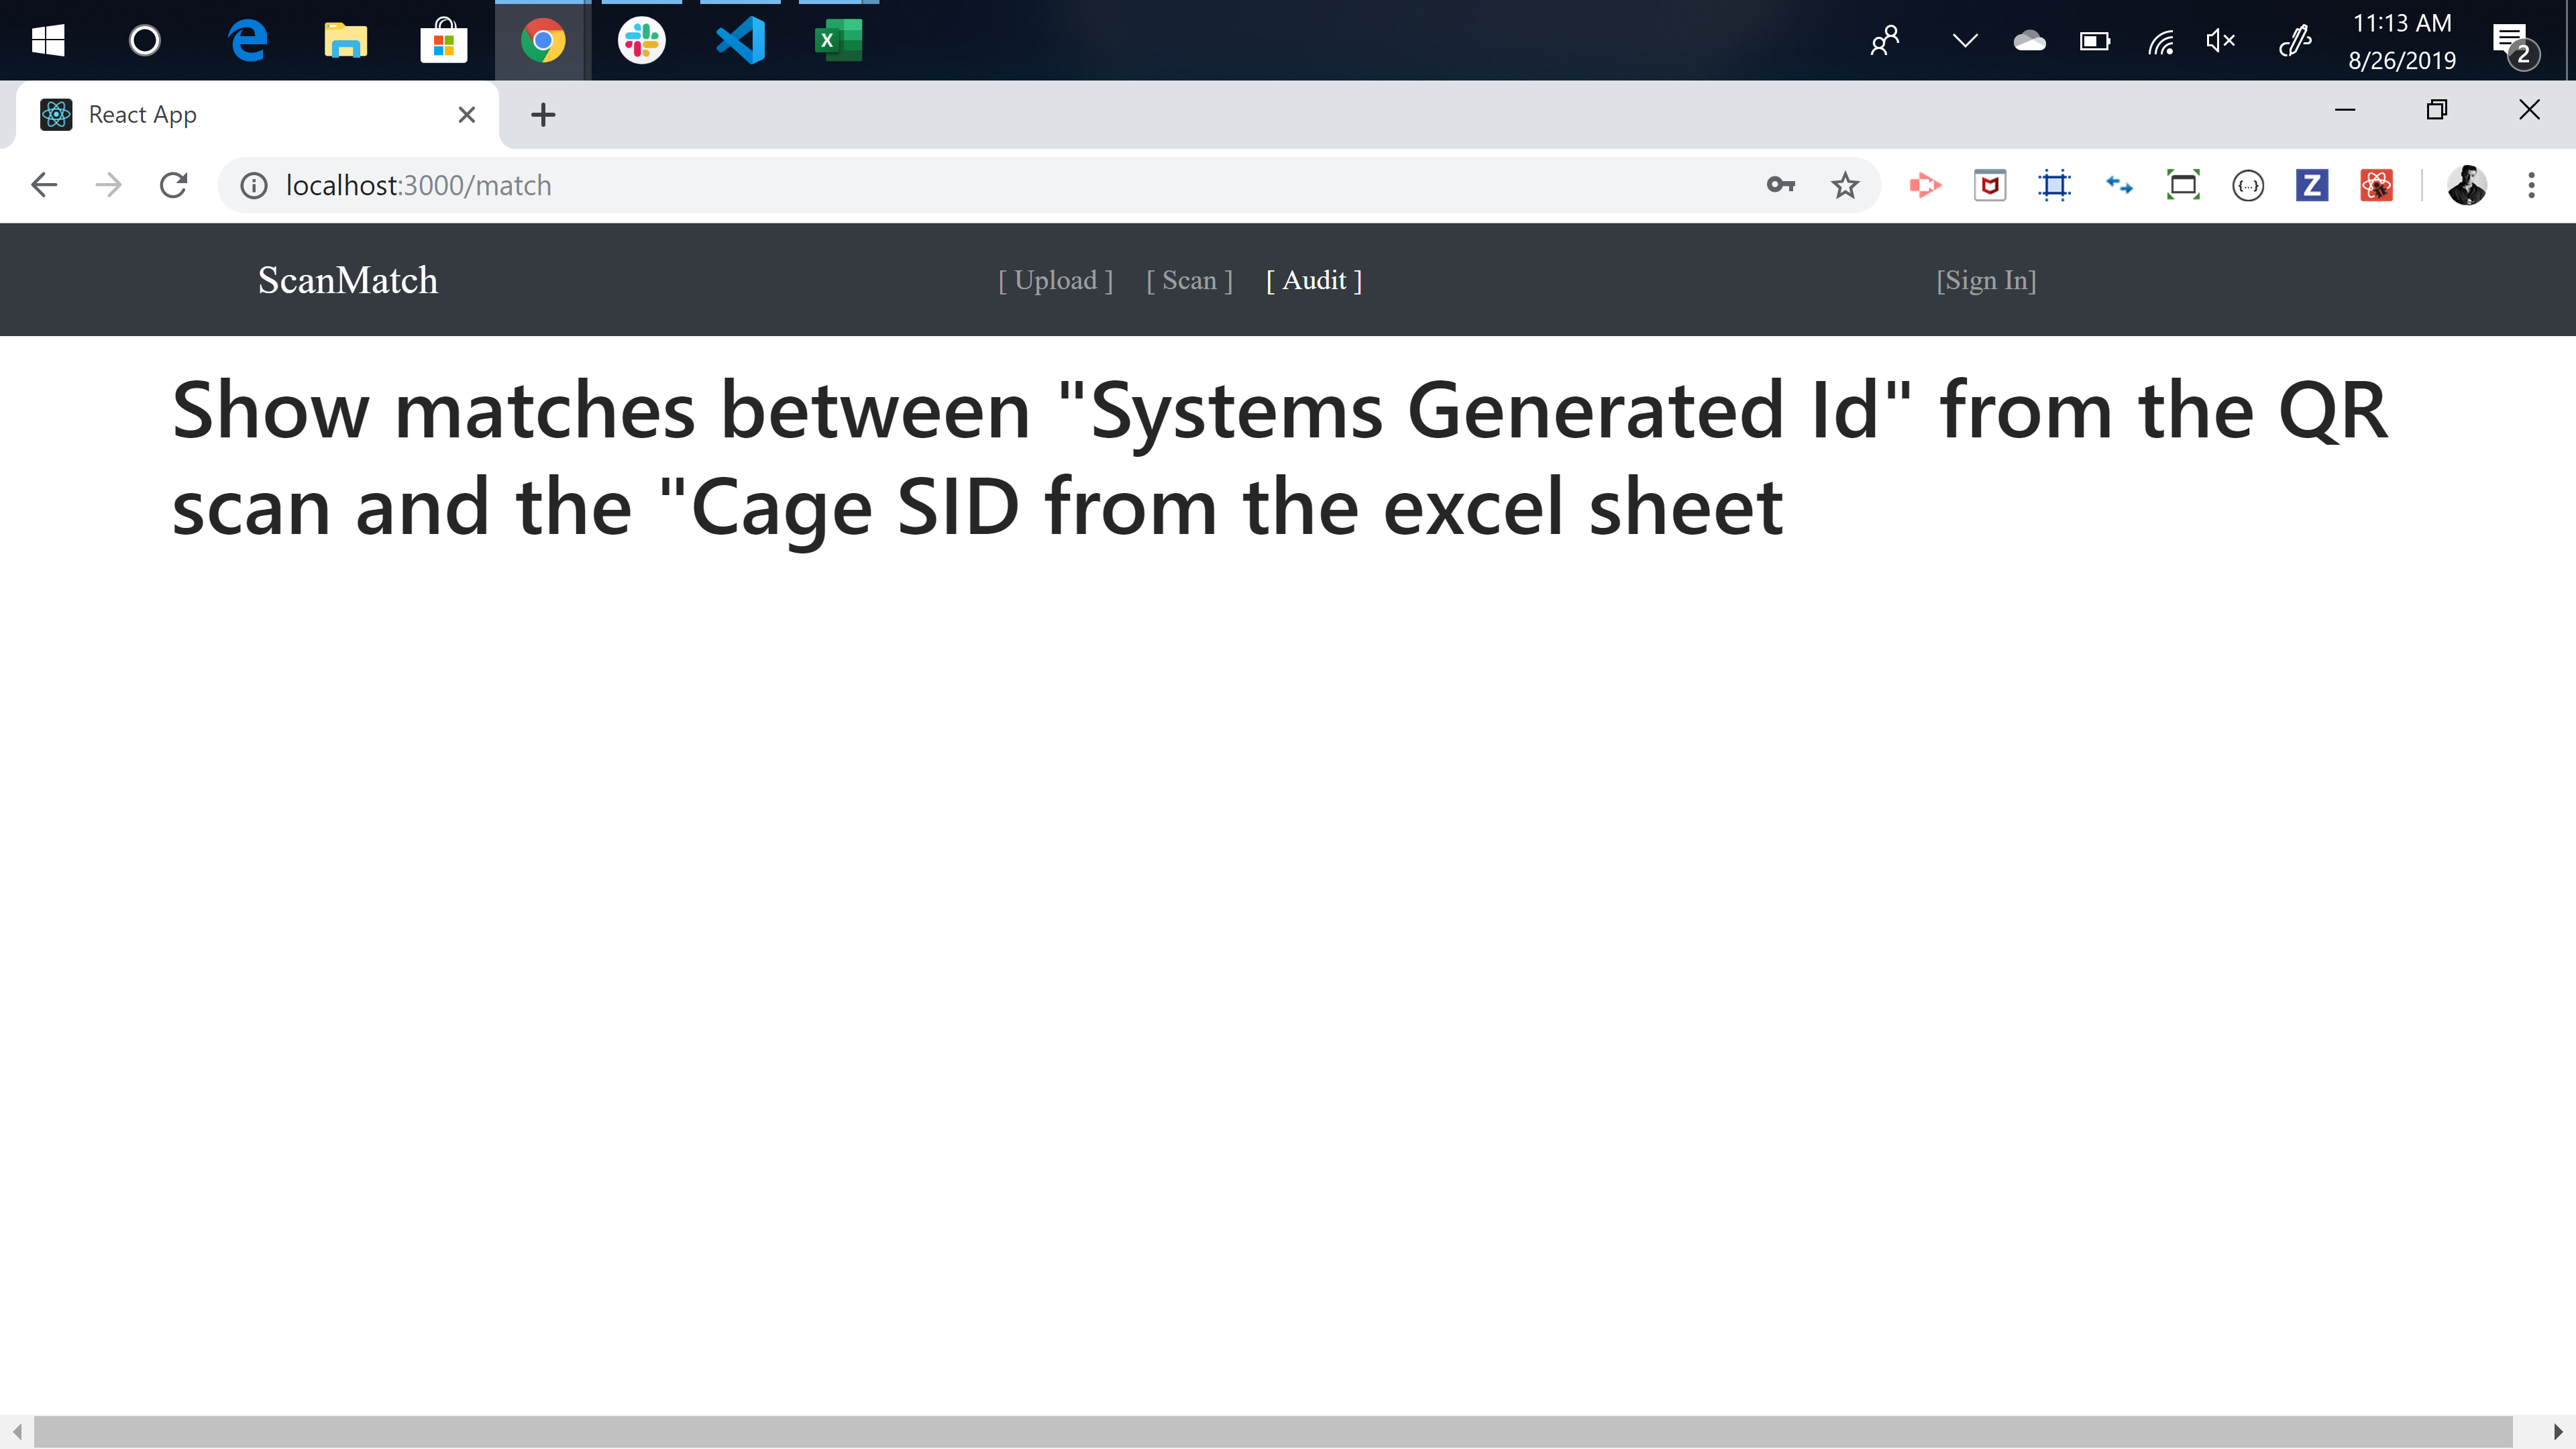 11:13 AM
8/26/2019
2
React App
localhost:3000/match
ScanMatch
[ Upload ] [ Scan ] [ Audit ]
[Sign In]
Show matches between "Systems Generated Id" from the QR
scan and the "Cage SID from the excel sheet